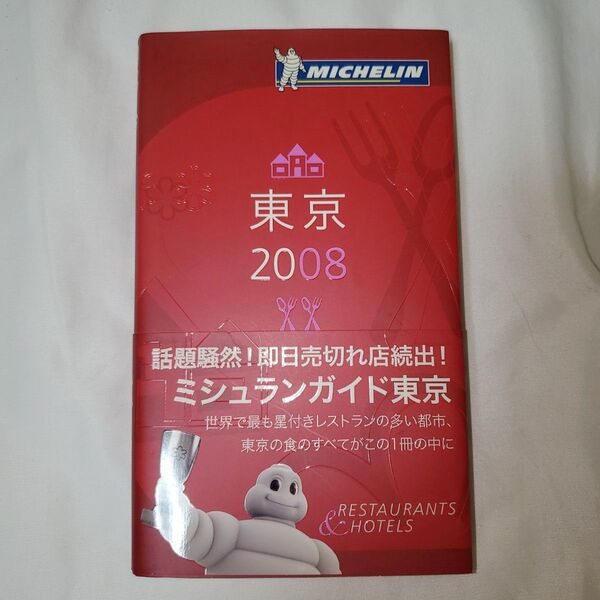 MICHELIN
東京
2008
話題騒然！即日売切れ店続出！
ミシュランガイド東京
世界で最も星付きレストランの多い都市、
東京の食のすべてがこの1冊の中に
RESTAURANTS
& HOTELS